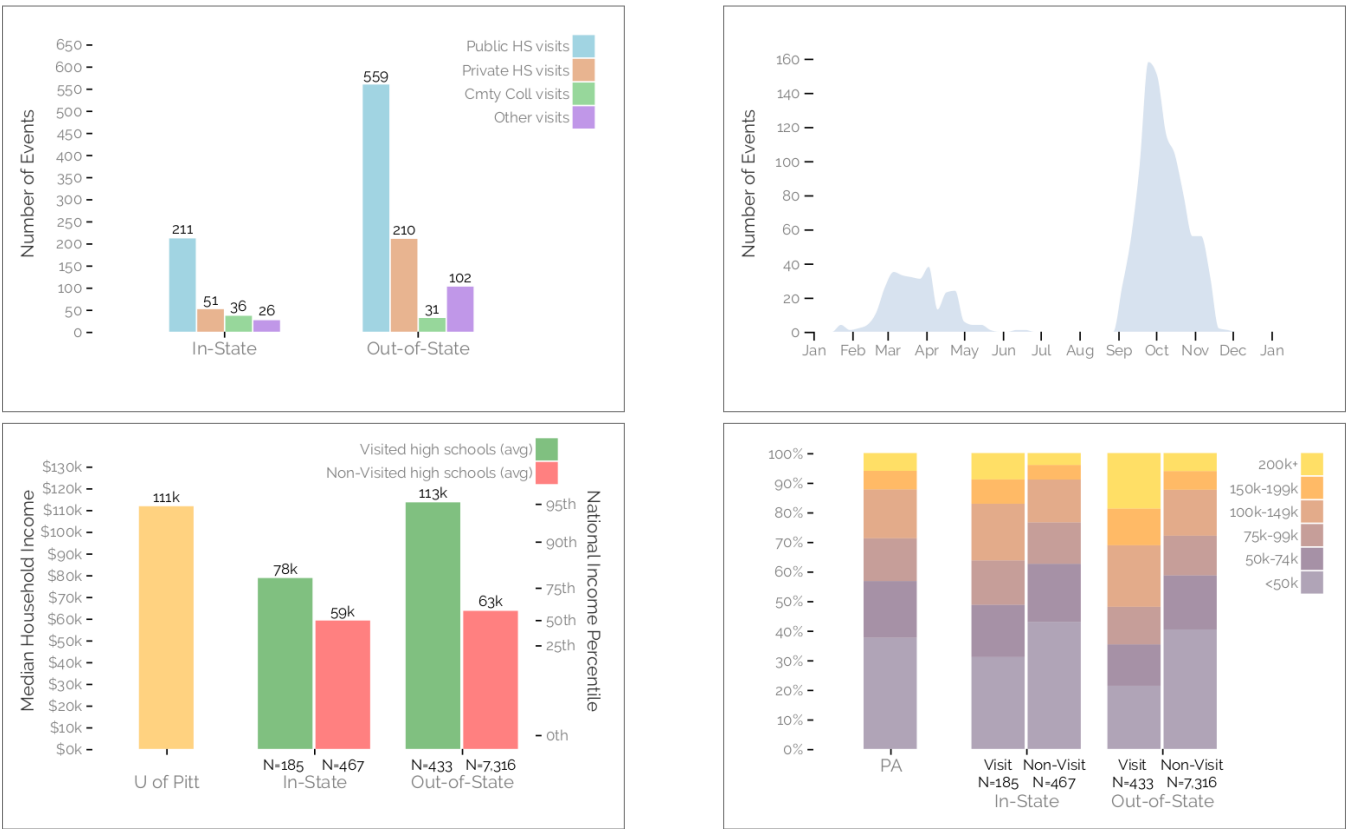 Number of Events
650
600
550
500
450
400
350
300
250
200
150
100
50
0
Public HS visits
Private HS visits
Cmty Coll visits
Other visits
211
51
36
26
559
210
31
102
In-State
Out-of-State
Number of Events
160
140
120
100
80
60
40
20
0
Jan Feb Mar Apr May Jun Jul Aug Sep Oct Nov Dec Jan
Median Household Income
$130k
$120k
$110k
$100k
$90k
$80k
$70k
$60k
$50k
$40k
$30k
$20k
$10k
$0k
Visited high schools (avg)
Non-Visited high schools (avg)
111k
78k
59k
113k
63k
National Income Percentile
95th
90th
75th
50th
25th
0th
N=185 N=467 N=433 N=7,316
U of Pitt In-State Out-of-State
100%
90%
80%
70%
60%
50%
40%
30%
20%
10%
0%
200k+
150k-199k
100k-149k
75k-99k
50k-74k
<50k
PA
Visit Non-Visit Visit Non-Visit
N=185 N=467 N=433 N=7,316
In-State Out-of-State